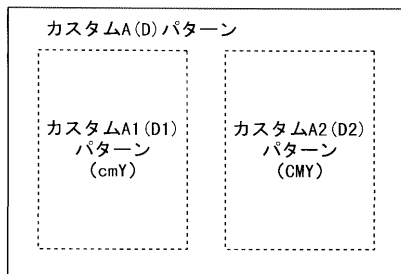 カスタムA(D)パターン
カスタムA1(D1)
パターン
(cmY)
カスタムA2(D2)
パターン
(CMY)